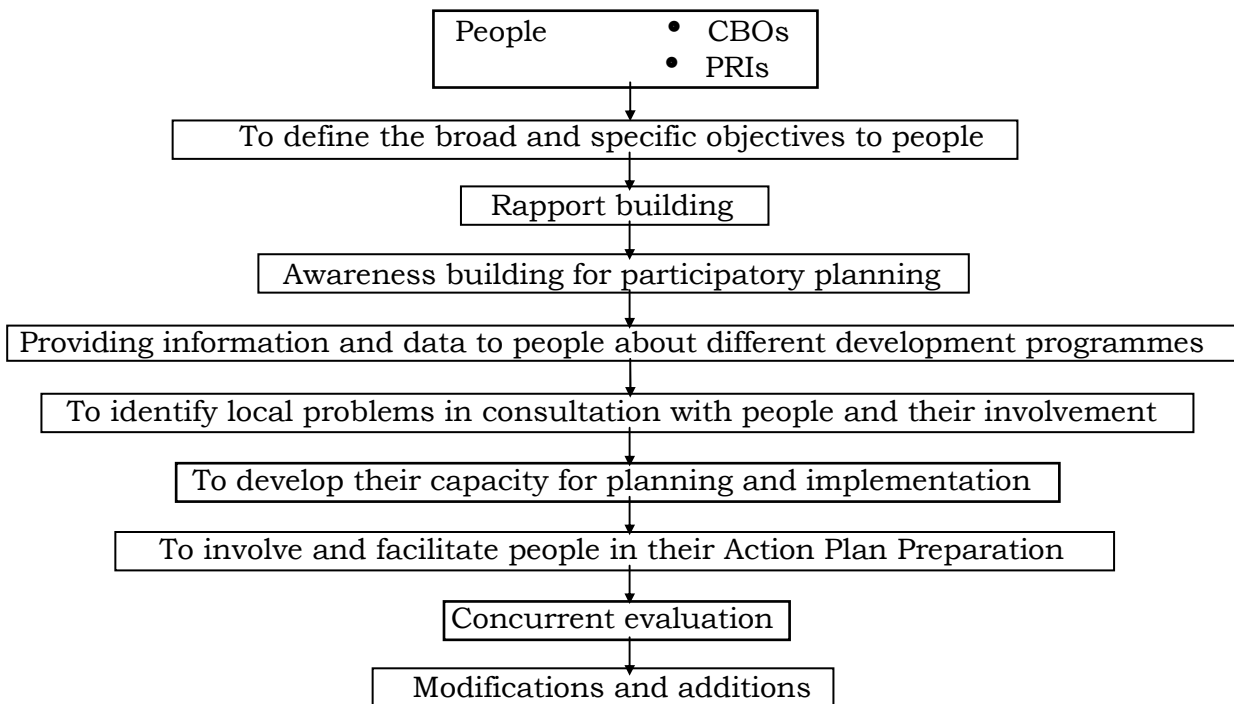 People • CBOs
• PRIs
To define the broad and specific objectives to people
Rapport building
Awareness building for participatory planning
Providing information and data to people about different development programmes
To identify local problems in consultation with people and their involvement
To develop their capacity for planning and implementation
To involve and facilitate people in their Action Plan Preparation
Concurrent evaluation
Modifications and additions